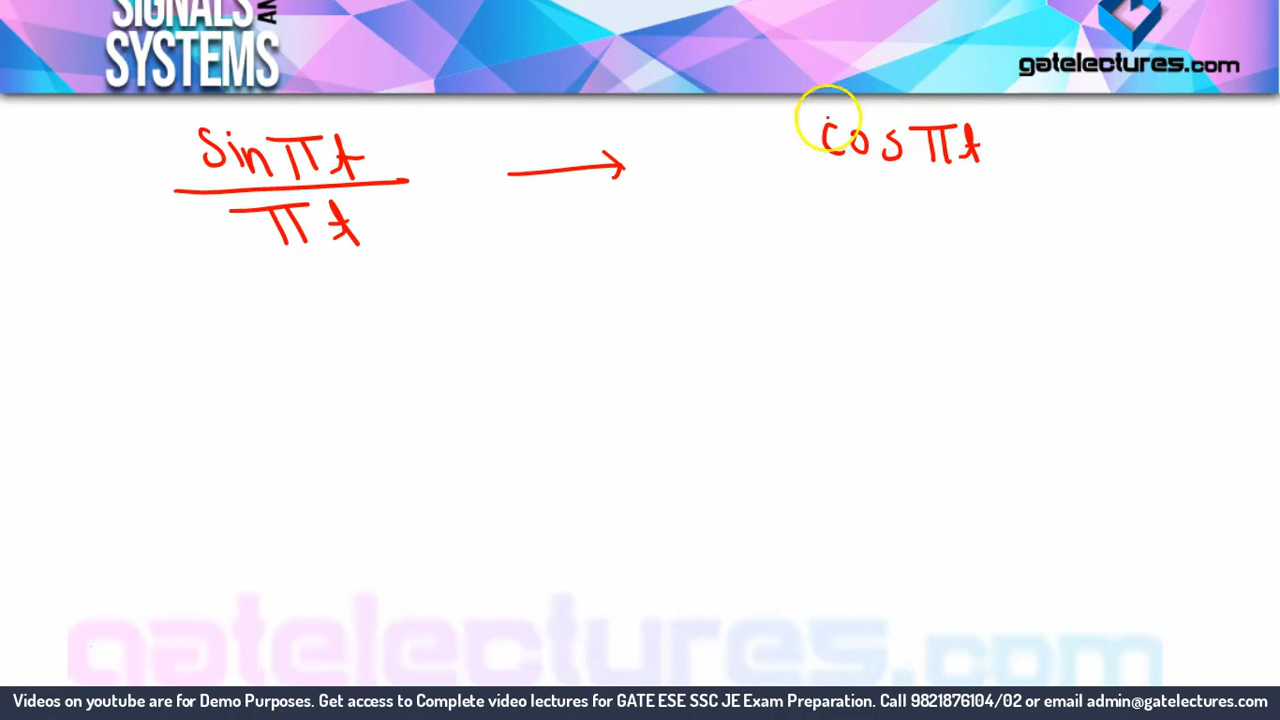 SIGNALS AND
SYSTEMS
gatelectures.com
sin πt → cos πt
πt
gatelectures.com
Videos on youtube are for Demo Purposes. Get access to Complete video lectures for GATE ESE SSC JE Exam Preparation. Call 9821876104/02 or email admin@gatelectures.com